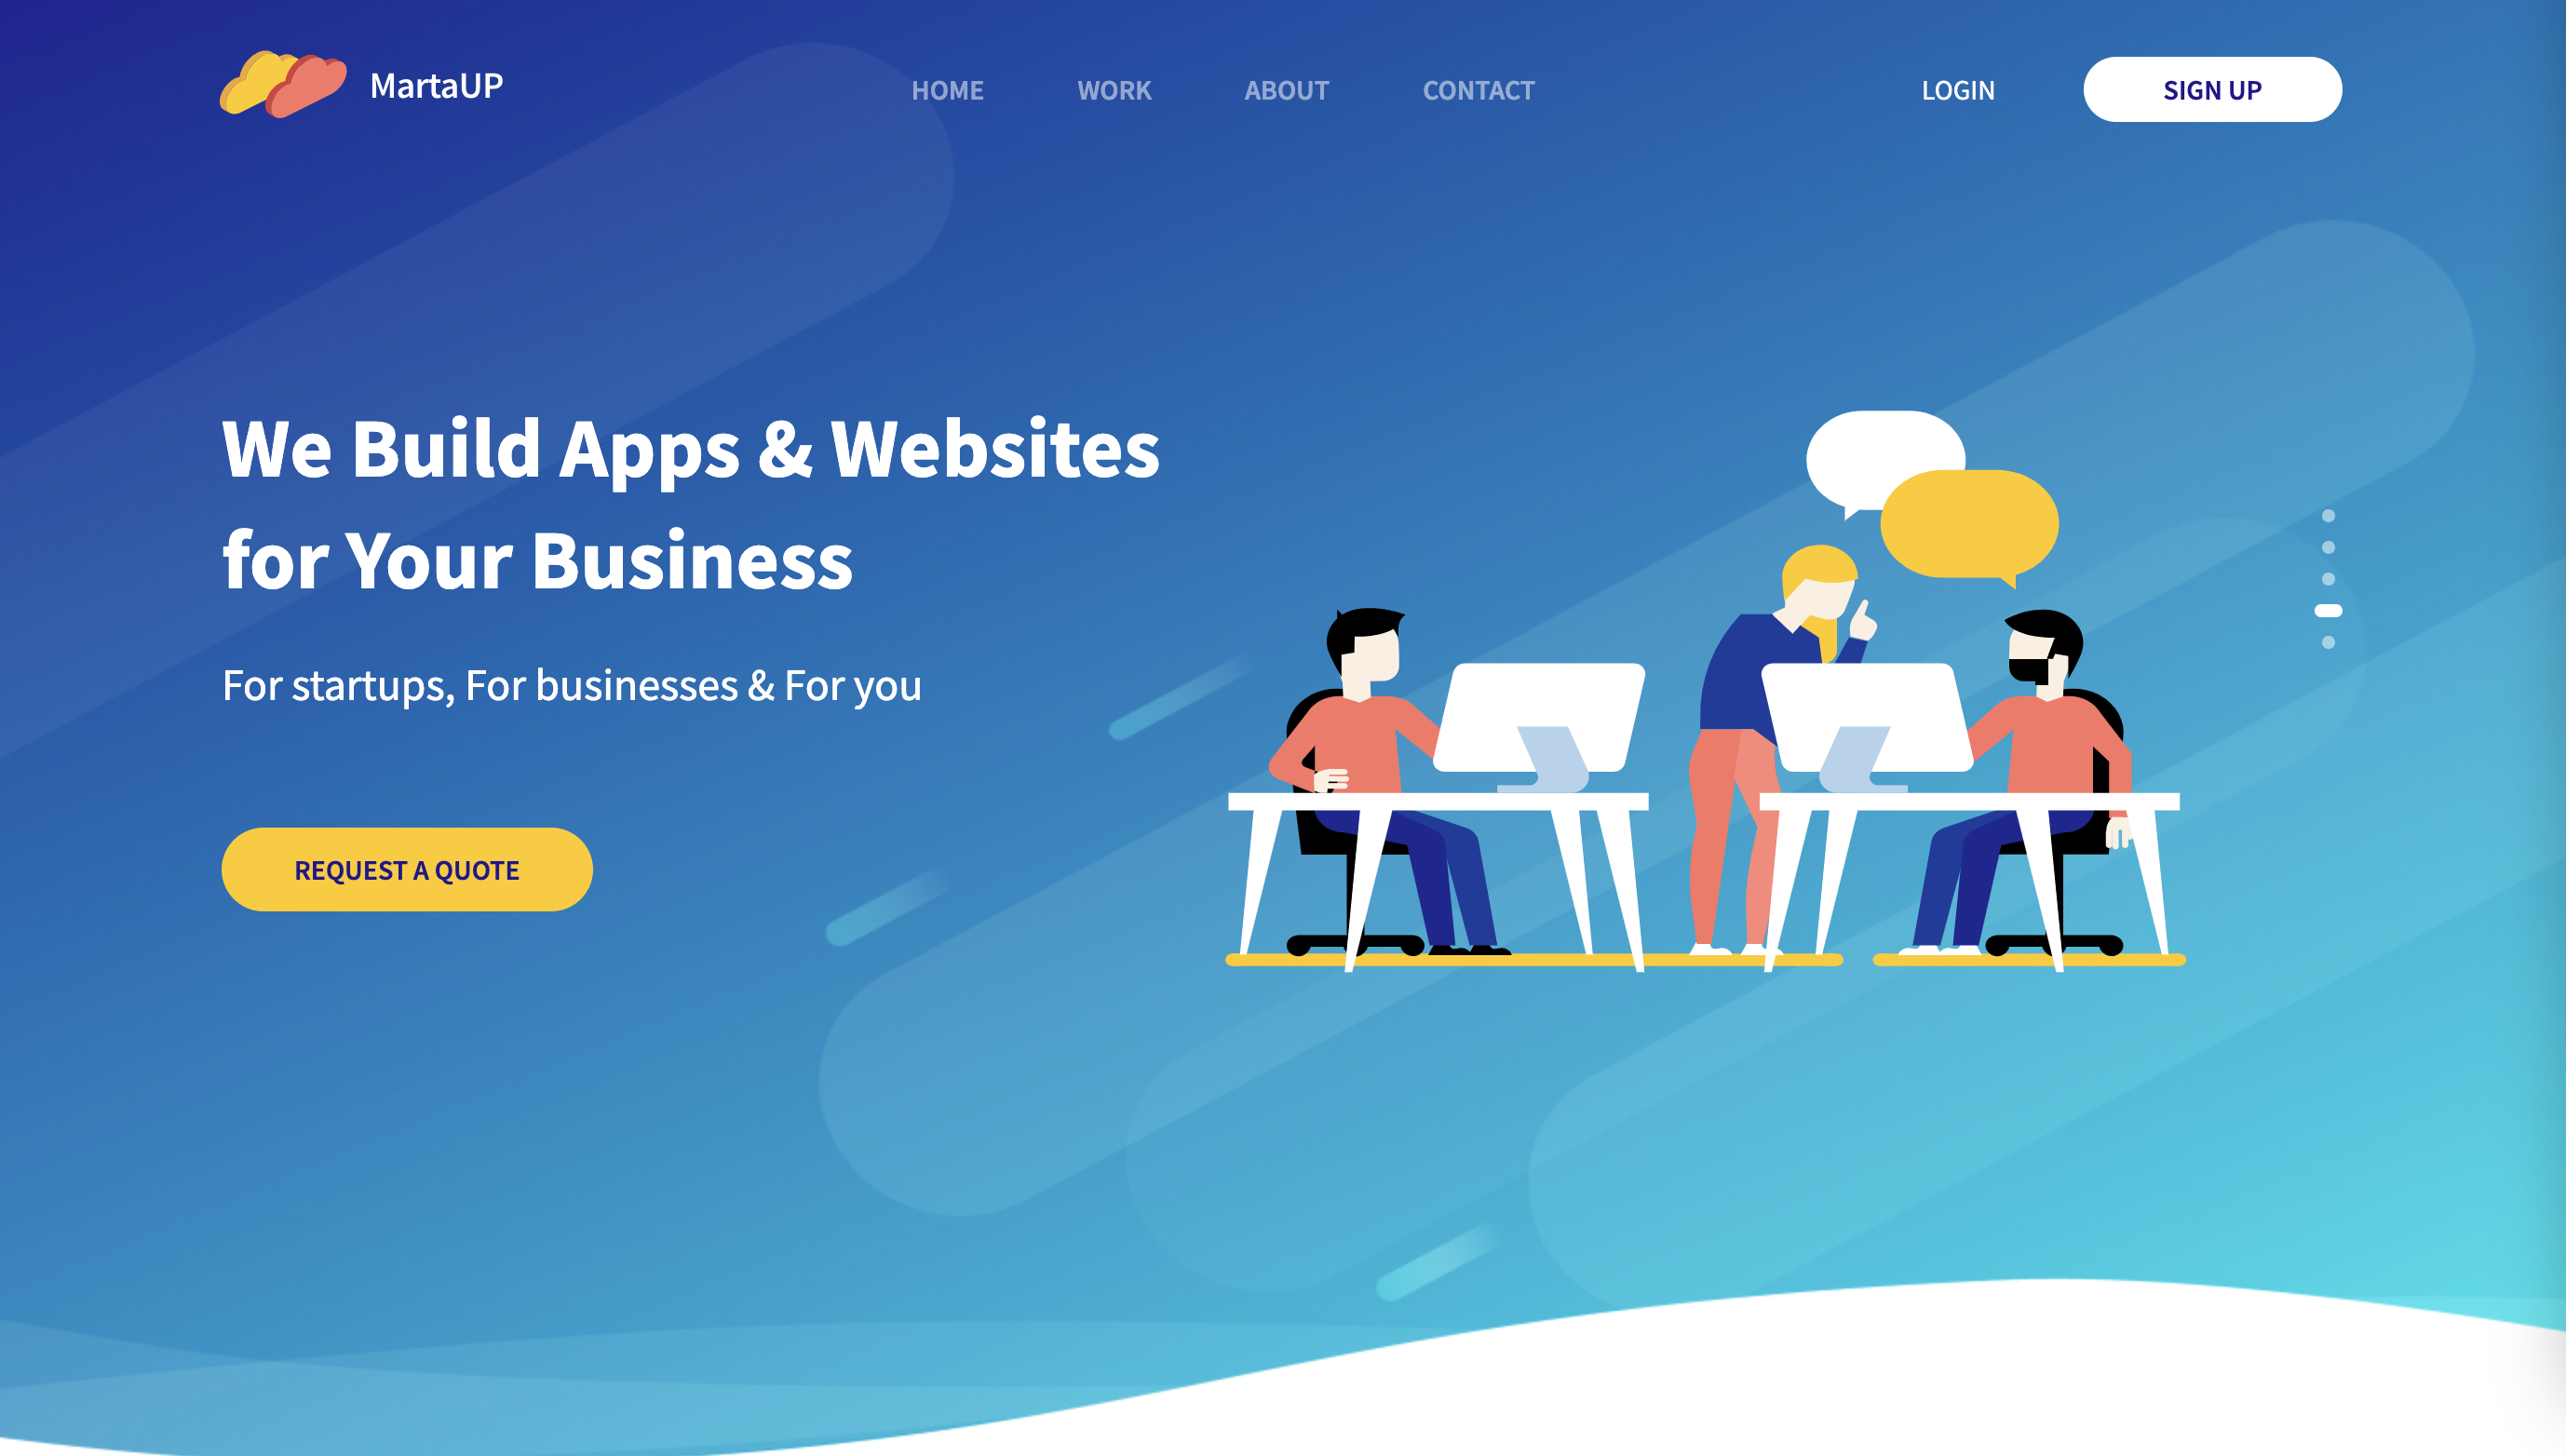 MartaUP
HOME WORK ABOUT CONTACT
LOGIN SIGN UP
We Build Apps & Websites
for Your Business
For startups, For businesses & For you
REQUEST A QUOTE